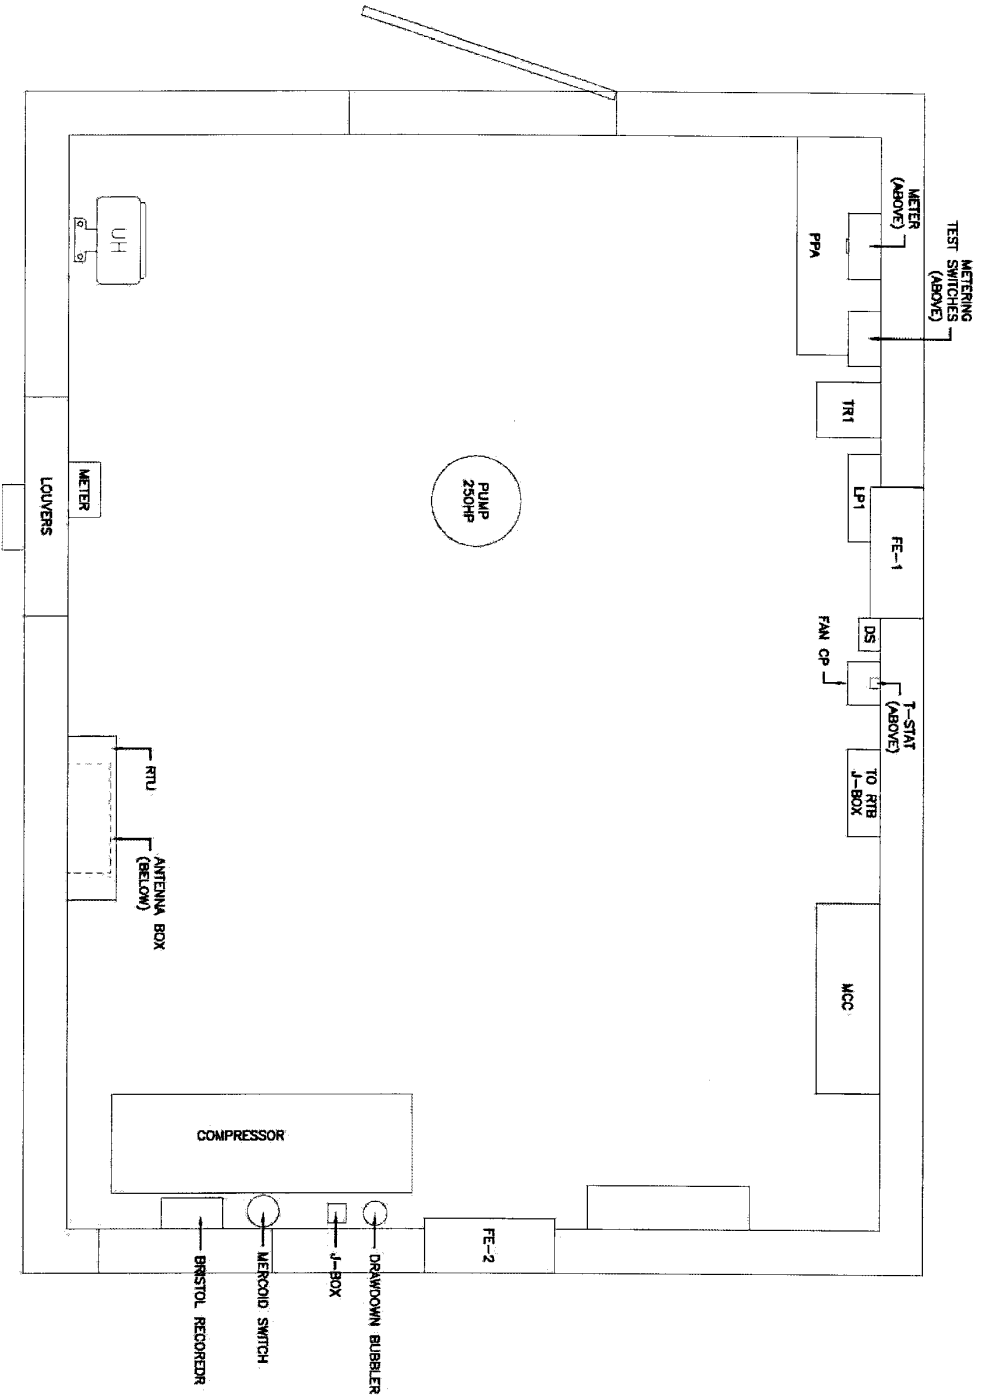 METERING
TEST SWITCHES
(ABOVE)
METER
(ABOVE)
PPA
TR1
LP1
FE-1
DS
FAN CP
T-STAT
(ABOVE)
TO RTB
J-BOX
MCC
UH
PUMP
250HP
METER
LOUVERS
RTU
ANTENNA BOX
(BELOW)
COMPRESSOR
FE-2
DRAWDOWN BUBBLER
J-BOX
MERCOID SWITCH
BRISTOL RECOREDR